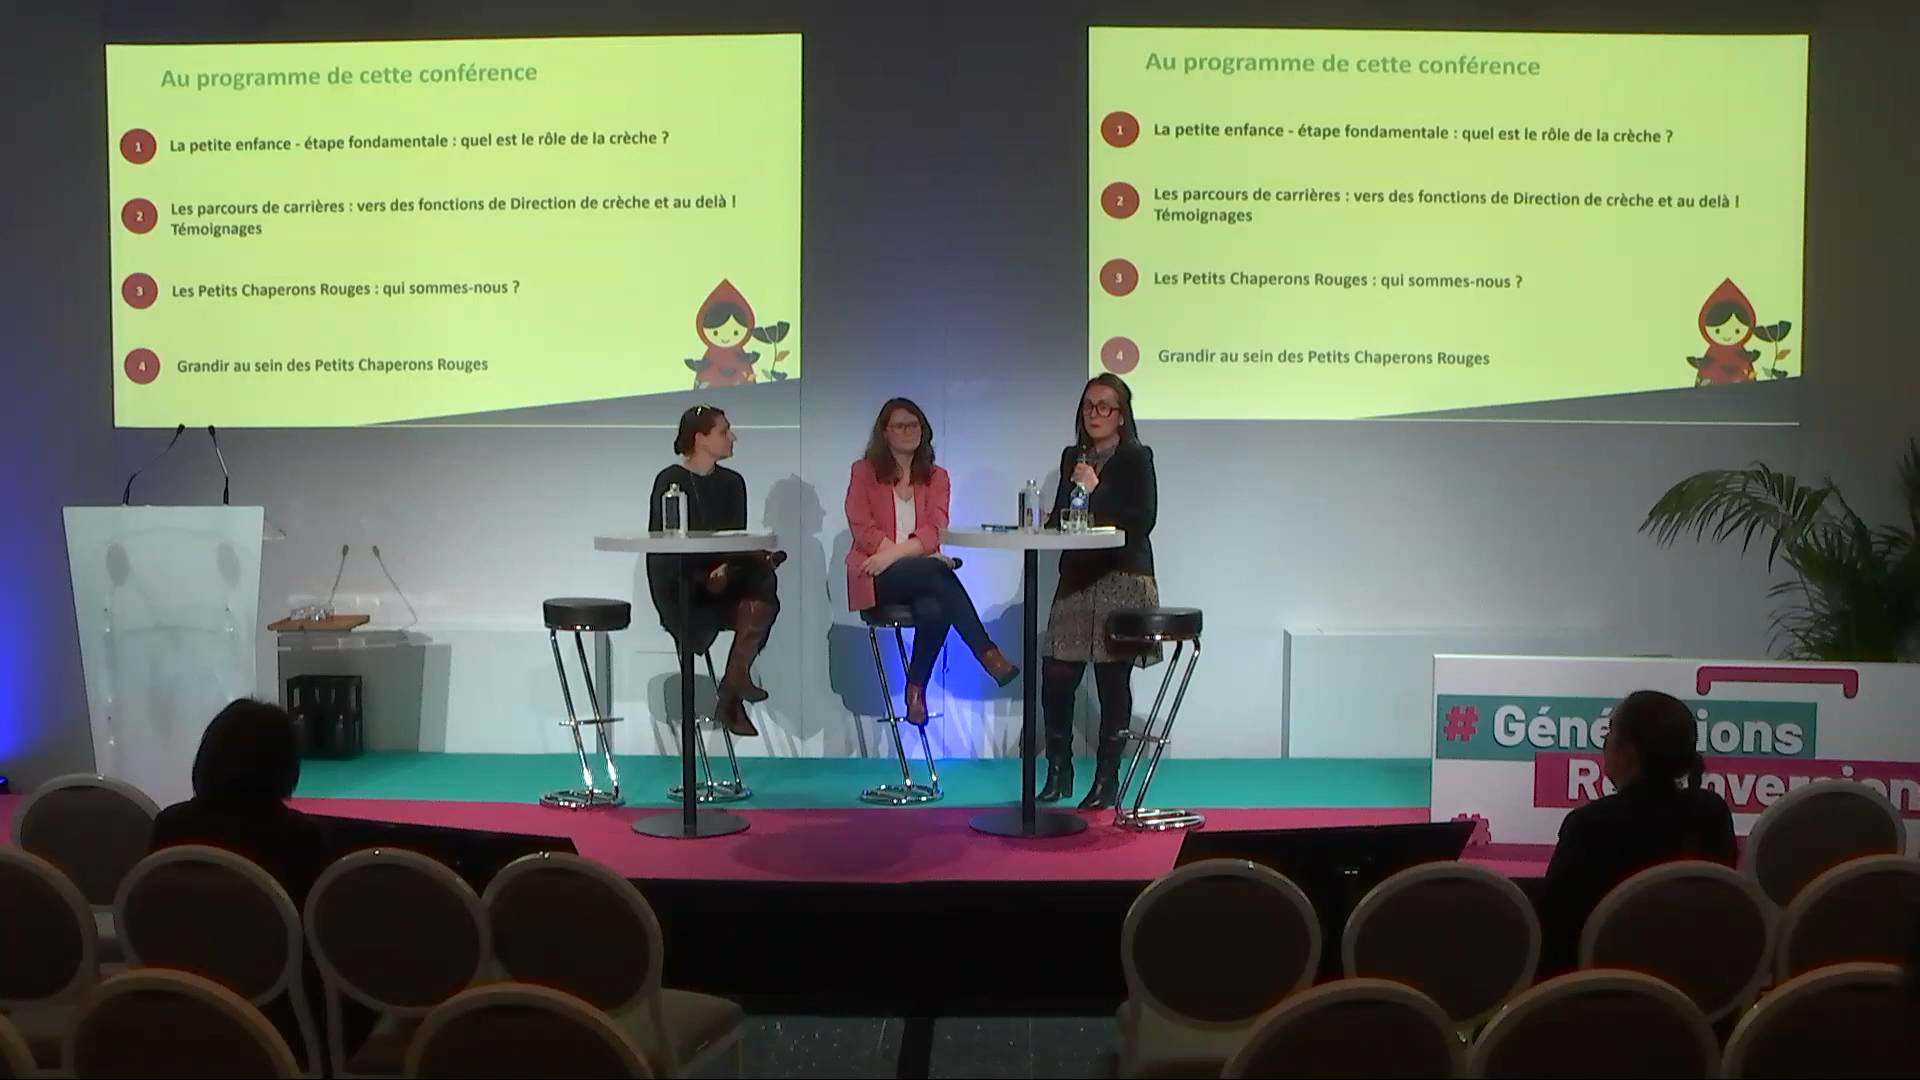 Au programme de cette conférence
1 La petite enfance - étape fondamentale : quel est le rôle de la crèche ?
2 Les parcours de carrières : vers des fonctions de Direction de crèche et au delà !
Témoignages
3 Les Petits Chaperons Rouges : qui sommes-nous ?
4 Grandir au sein des Petits Chaperons Rouges
Au programme de cette conférence
1 La petite enfance - étape fondamentale : quel est le rôle de la crèche ?
2 Les parcours de carrières : vers des fonctions de Direction de crèche et au delà !
Témoignages
3 Les Petits Chaperons Rouges : qui sommes-nous ?
4 Grandir au sein des Petits Chaperons Rouges